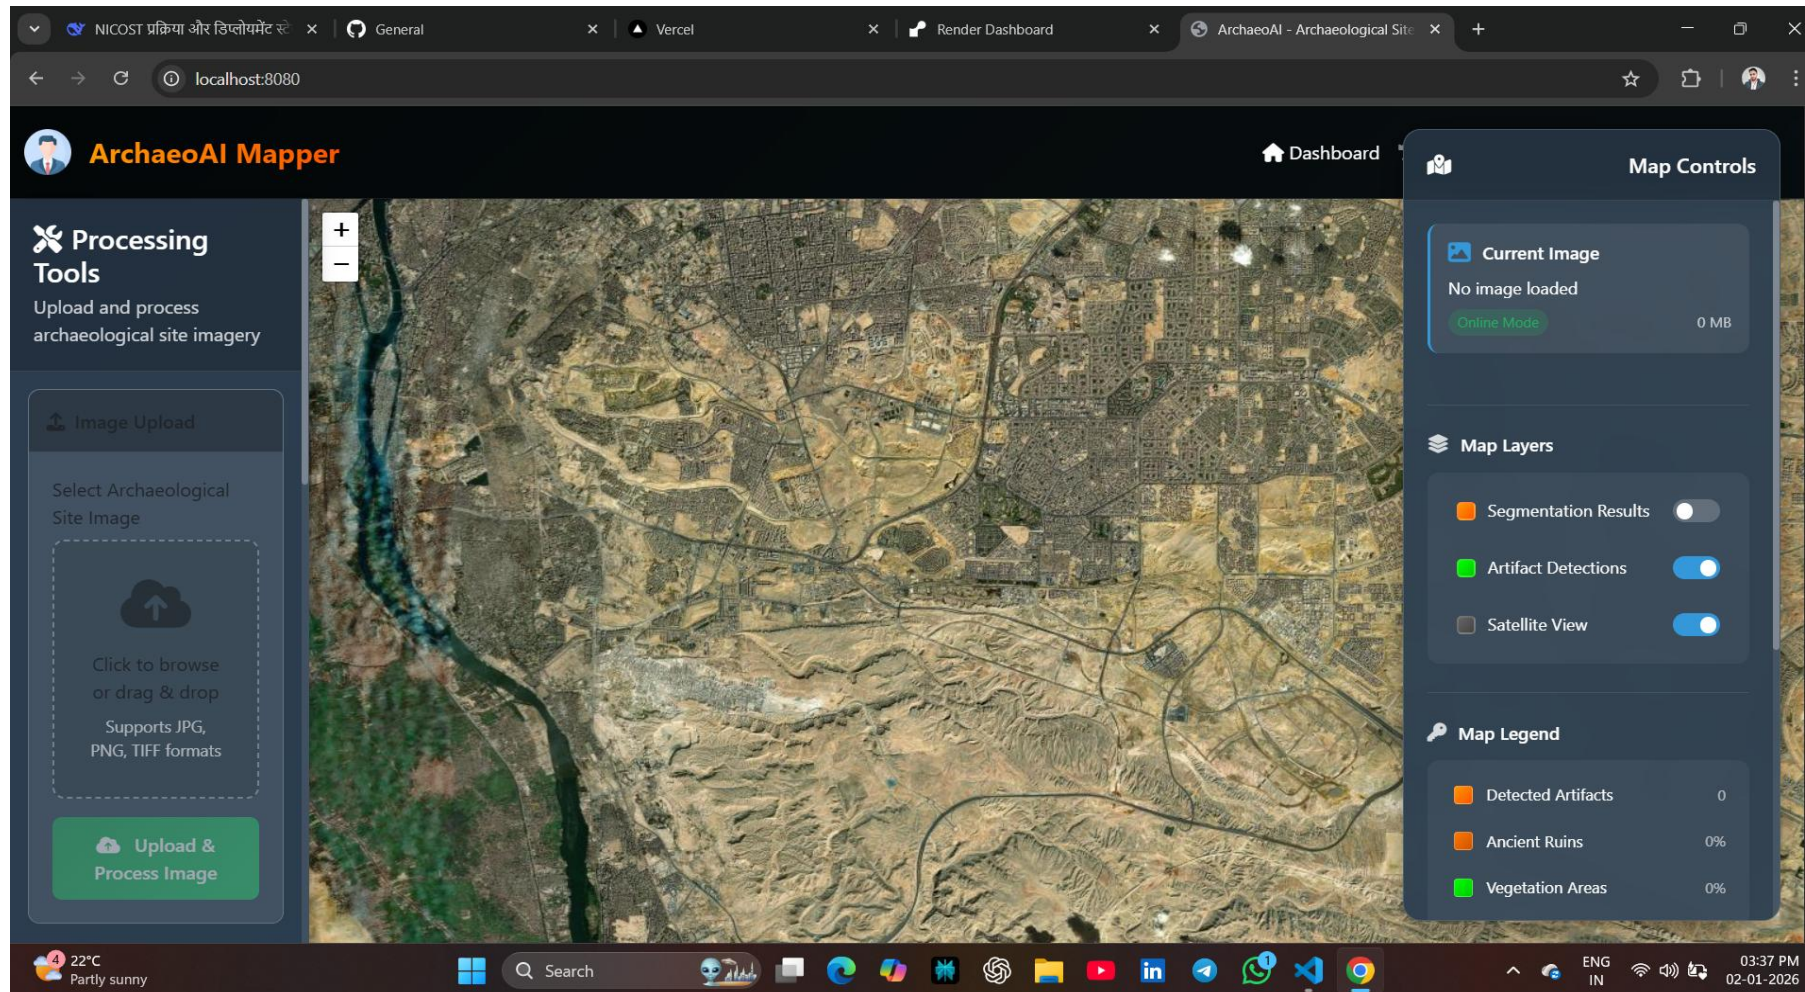 NICOST प्रक्रिया और डिप्लोयमेंट स्टे
General
Vercel
Render Dashboard
ArchaeoAI - Archaeological Site
localhost:8080
ArchaeoAI Mapper
Dashboard
Processing
Tools
Upload and process
archaeological site imagery
Image Upload
Select Archaeological
Site Image
Click to browse
or drag & drop
Supports JPG,
PNG, TIFF formats
Upload &
Process Image
+
−
Map Controls
Current Image
No image loaded
Online Mode 0 MB
Map Layers
Segmentation Results
Artifact Detections
Satellite View
Map Legend
Detected Artifacts 0
Ancient Ruins 0%
Vegetation Areas 0%
4
22°C
Partly sunny
Search
in
1
ENG
IN
03:37 PM
02-01-2026